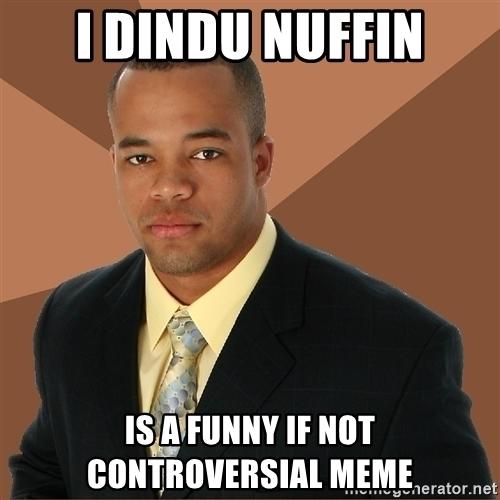 I DINDU NUFFIN
IS A FUNNY IF NOT
CONTROVERSIAL MEME
memegenerator.net